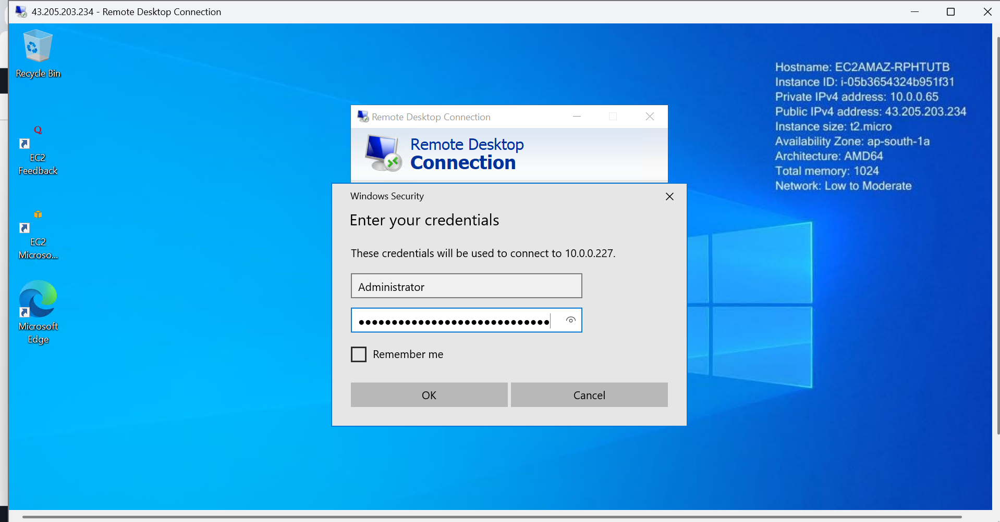 43.205.203.234 - Remote Desktop Connection
Recycle Bin
EC2
Feedback
EC2
Microso...
Microsoft
Edge
Hostname: EC2AMAZ-RPHTUTB
Instance ID: i-05b3654324b951f31
Private IPv4 address: 10.0.0.65
Public IPv4 address: 43.205.203.234
Instance size: t2.micro
Availability Zone: ap-south-1a
Architecture: AMD64
Total memory: 1024
Network: Low to Moderate
Remote Desktop Connection
Remote Desktop
Connection
Windows Security
Enter your credentials
These credentials will be used to connect to 10.0.0.227.
Administrator
●●●●●●●●●●●●●●●●●●●●●●●●●●●●●
Remember me
OK
Cancel